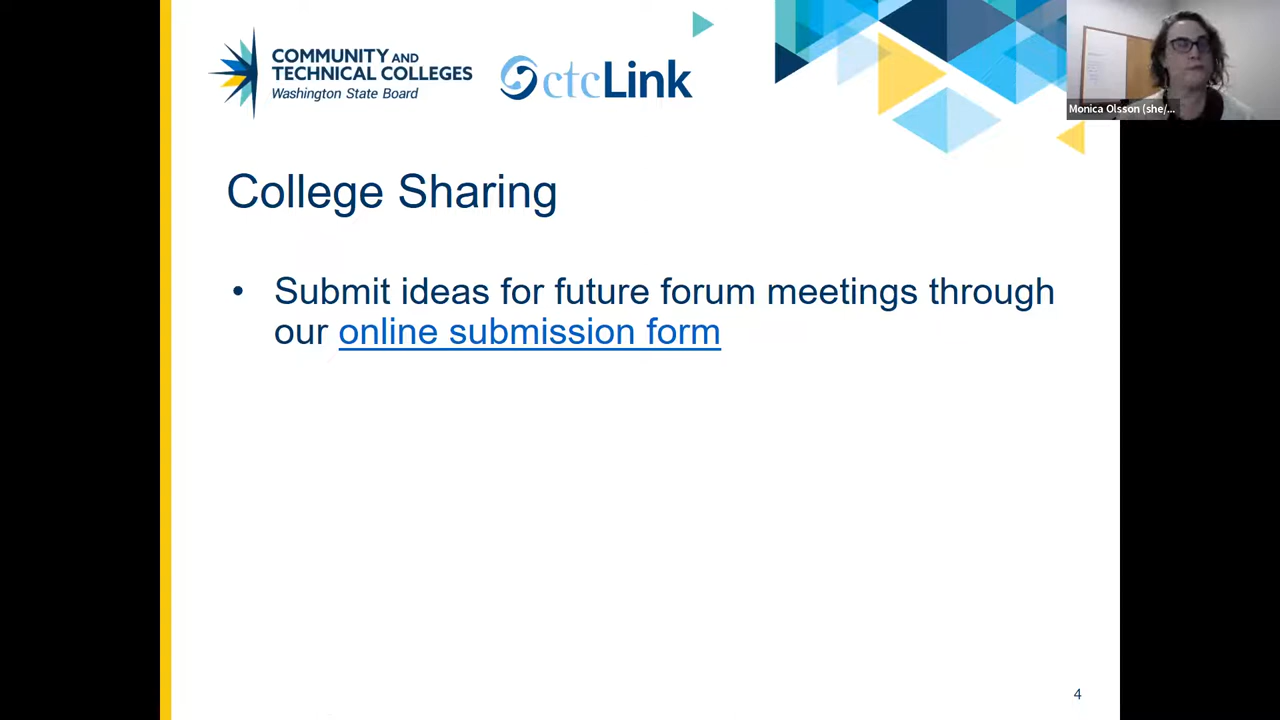 COMMUNITY AND
TECHNICAL COLLEGES
Washington State Board
ctcLink
Monica Olsson (she/...
College Sharing
• Submit ideas for future forum meetings through
our online submission form
4